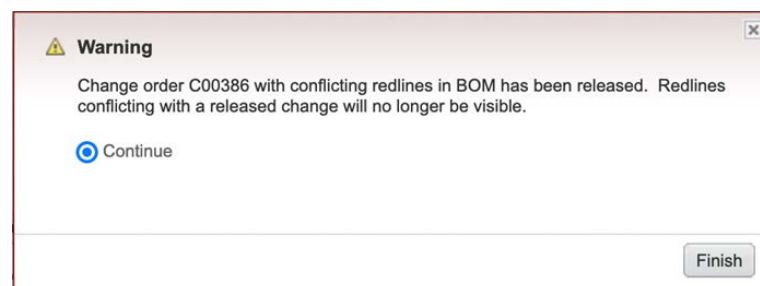 Warning
Change order C00386 with conflicting redlines in BOM has been released.  Redlines
conflicting with a released change will no longer be visible.
Continue
Finish